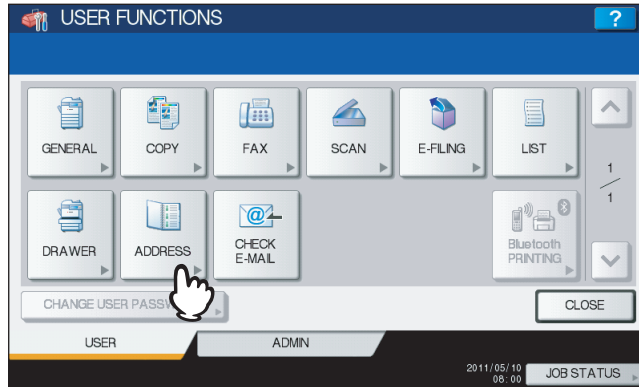 USER FUNCTIONS
?
GENERAL
COPY
FAX
SCAN
E-FILING
LIST
1
1
DRAWER
ADDRESS
@
CHECK
E-MAIL
Bluetooth
PRINTING
CHANGE USER
CLOSE
USER
ADMIN
2011/05/10
08:00
JOB STATUS